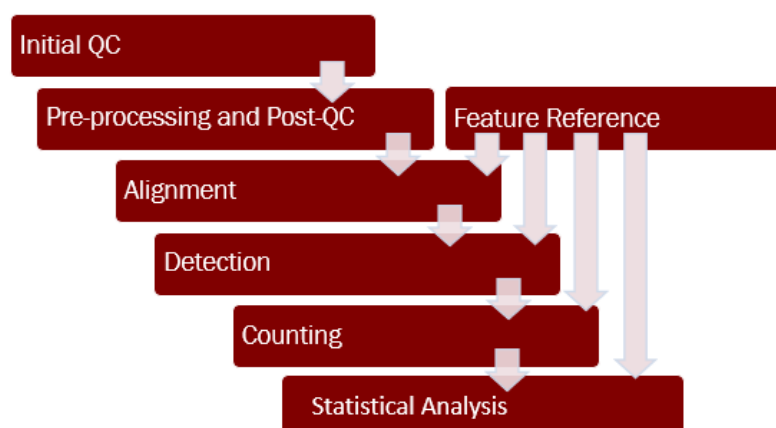 Initial QC
Pre-processing and Post-QC
Feature Reference
Alignment
Detection
Counting
Statistical Analysis